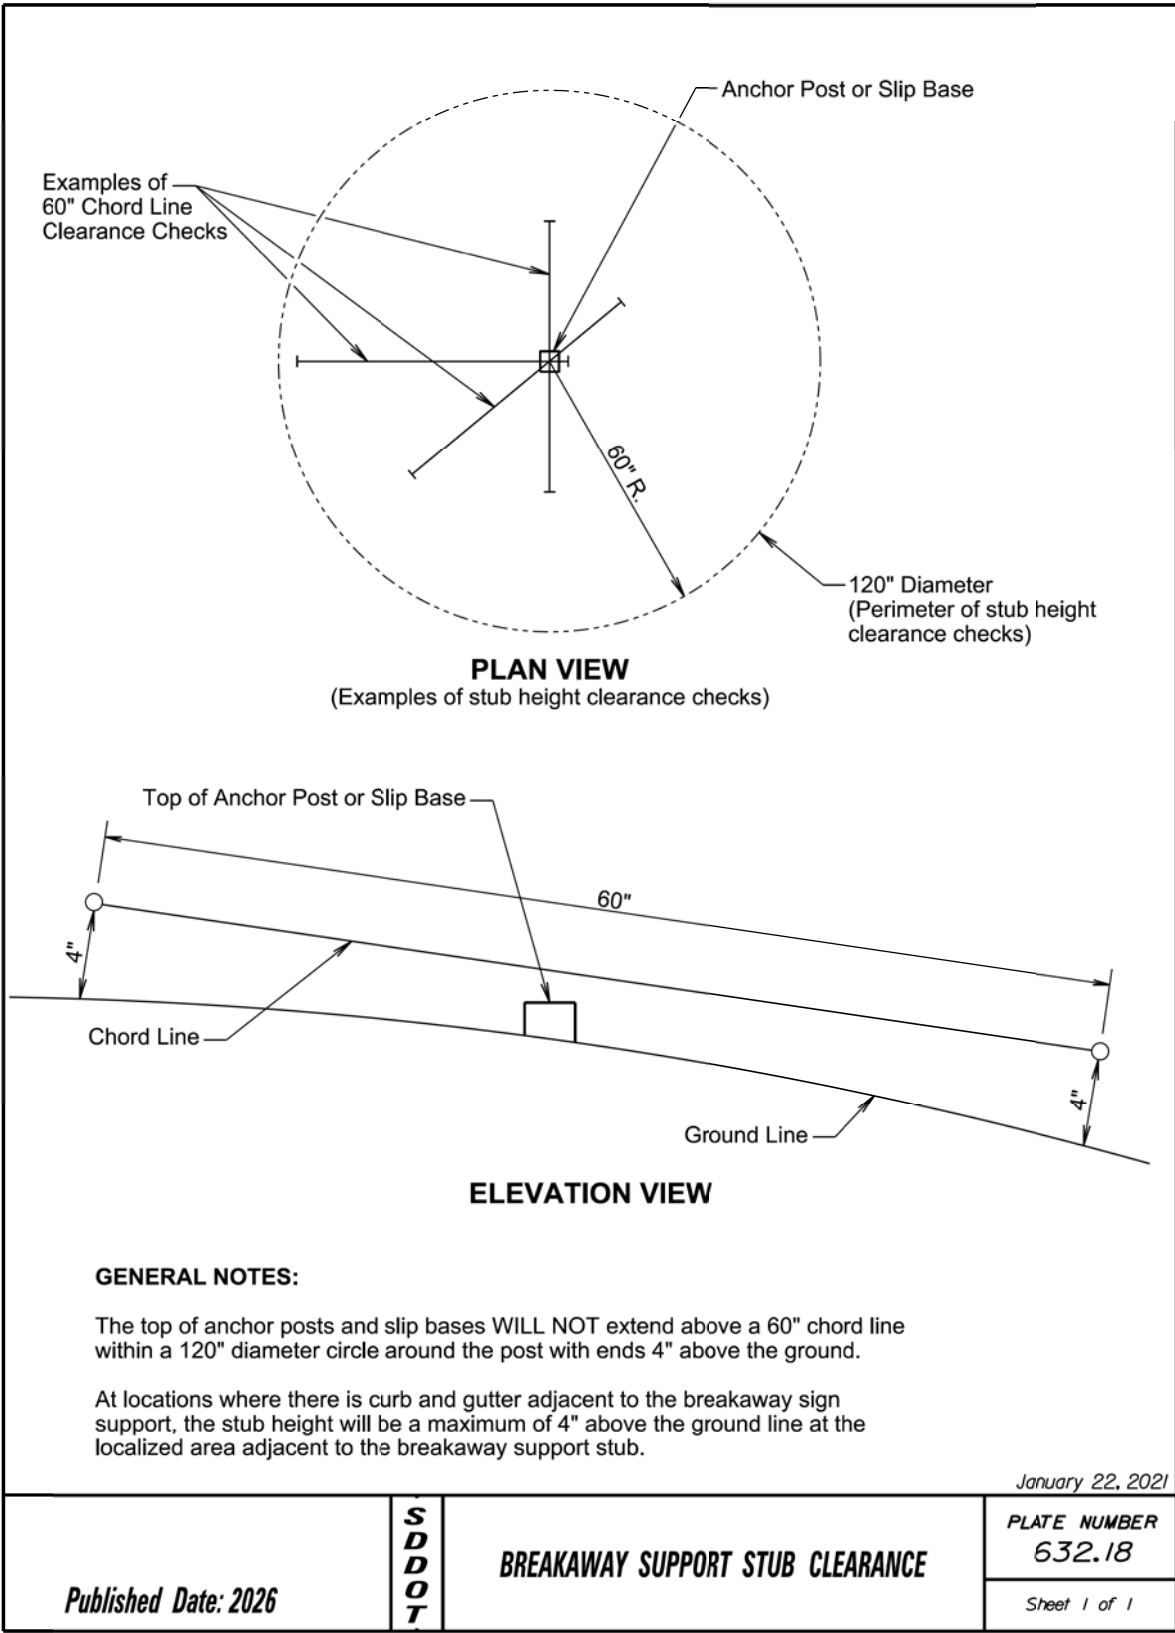 Anchor Post or Slip Base
Examples of
60" Chord Line
Clearance Checks
60" R.
120" Diameter
(Perimeter of stub height
clearance checks)
PLAN VIEW
(Examples of stub height clearance checks)
Top of Anchor Post or Slip Base
60"
4"
Chord Line
4"
Ground Line
ELEVATION VIEW
GENERAL NOTES:
The top of anchor posts and slip bases WILL NOT extend above a 60" chord line
within a 120" diameter circle around the post with ends 4" above the ground.
At locations where there is curb and gutter adjacent to the breakaway sign
support, the stub height will be a maximum of 4" above the ground line at the
localized area adjacent to the breakaway support stub.
January 22, 2021
Published Date: 2026
SDDOT
BREAKAWAY SUPPORT STUB CLEARANCE
PLATE NUMBER
632.18
Sheet 1 of 1